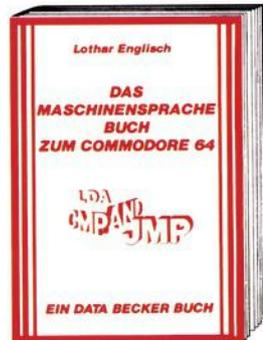 Lothar Englisch
DAS
MASCHINENSPRACHE
BUCH
ZUM COMMODORE 64
LDA
CMP AND JMP
EIN DATA BECKER BUCH